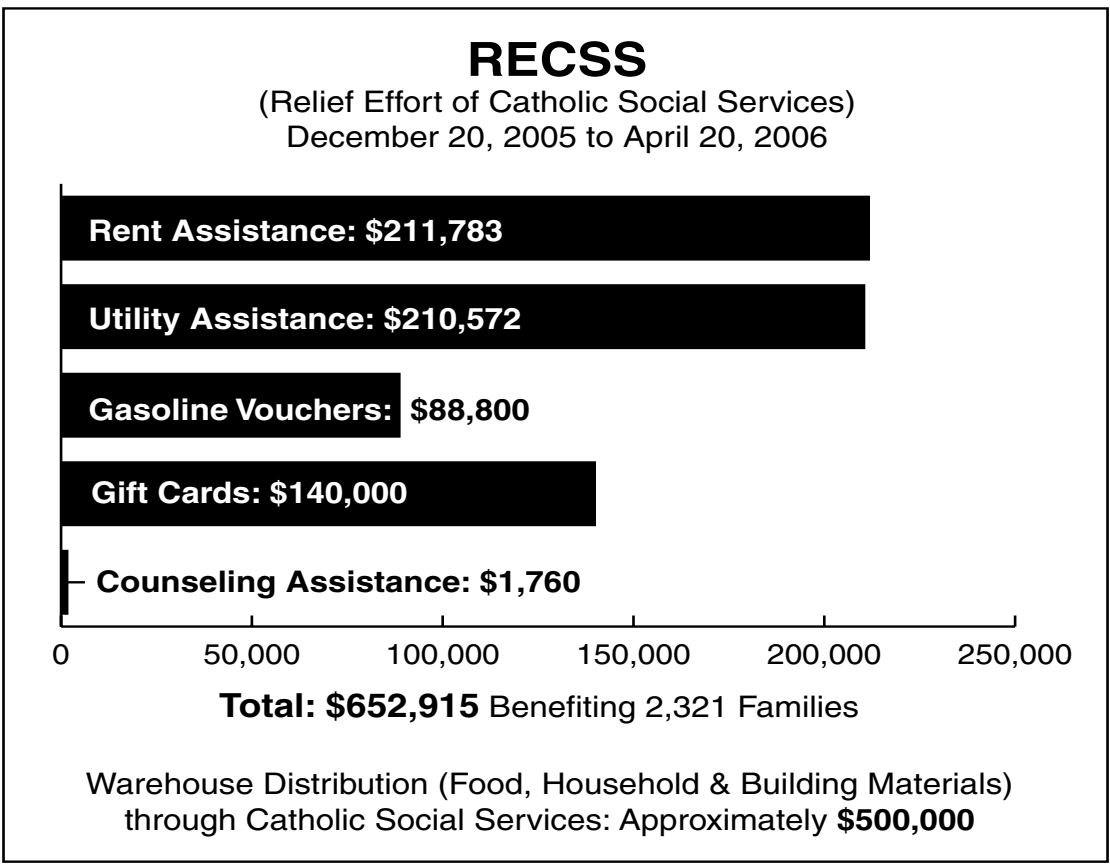 RECSS
(Relief Effort of Catholic Social Services)
December 20, 2005 to April 20, 2006
Rent Assistance: $211,783
Utility Assistance: $210,572
Gasoline Vouchers: $88,800
Gift Cards: $140,000
Counseling Assistance: $1,760
0 50,000 100,000 150,000 200,000 250,000
Total: $652,915 Benefiting 2,321 Families
Warehouse Distribution (Food, Household & Building Materials)
through Catholic Social Services: Approximately $500,000